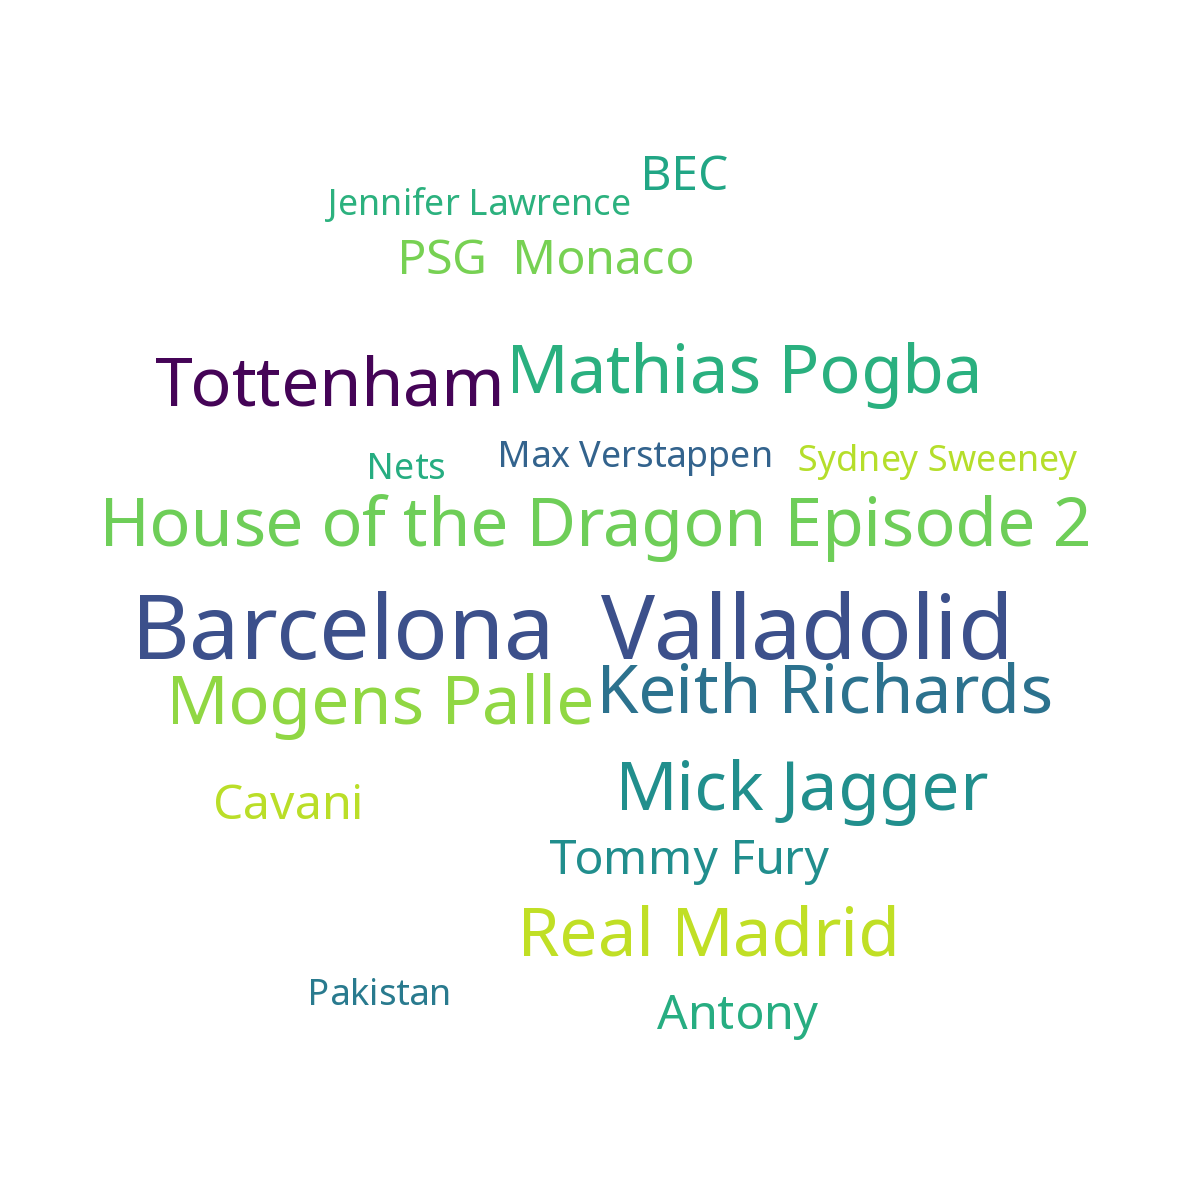 BEC
Jennifer Lawrence
PSG Monaco
Mathias Pogba
Tottenham
Max Verstappen
Sydney Sweeney
Nets
House of the Dragon Episode 2
Barcelona Valladolid
Keith Richards
Mogens Palle
Mick Jagger
Cavani
Tommy Fury
Real Madrid
Pakistan
Antony